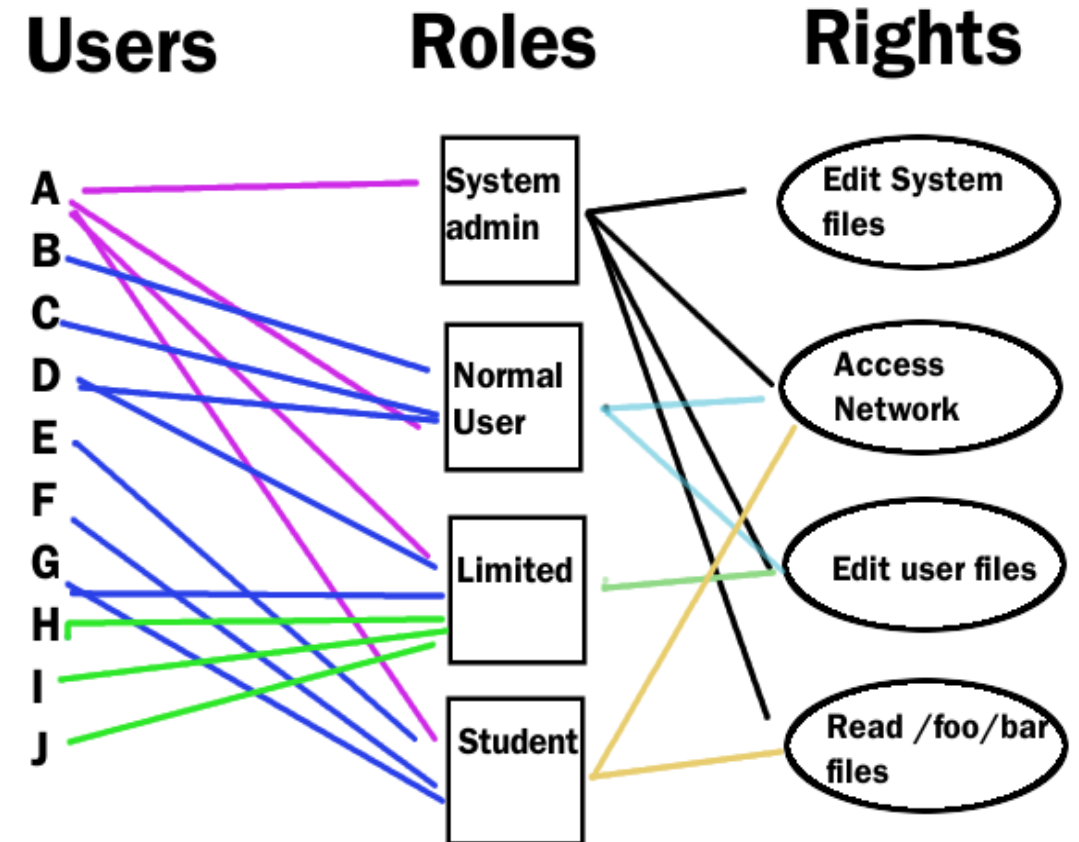 Users
Roles
Rights
A
B
C
D
E
F
G
H
I
J
System
admin
Normal
User
Limited
Student
Edit System
files
Access
Network
Edit user files
Read /foo/bar
files